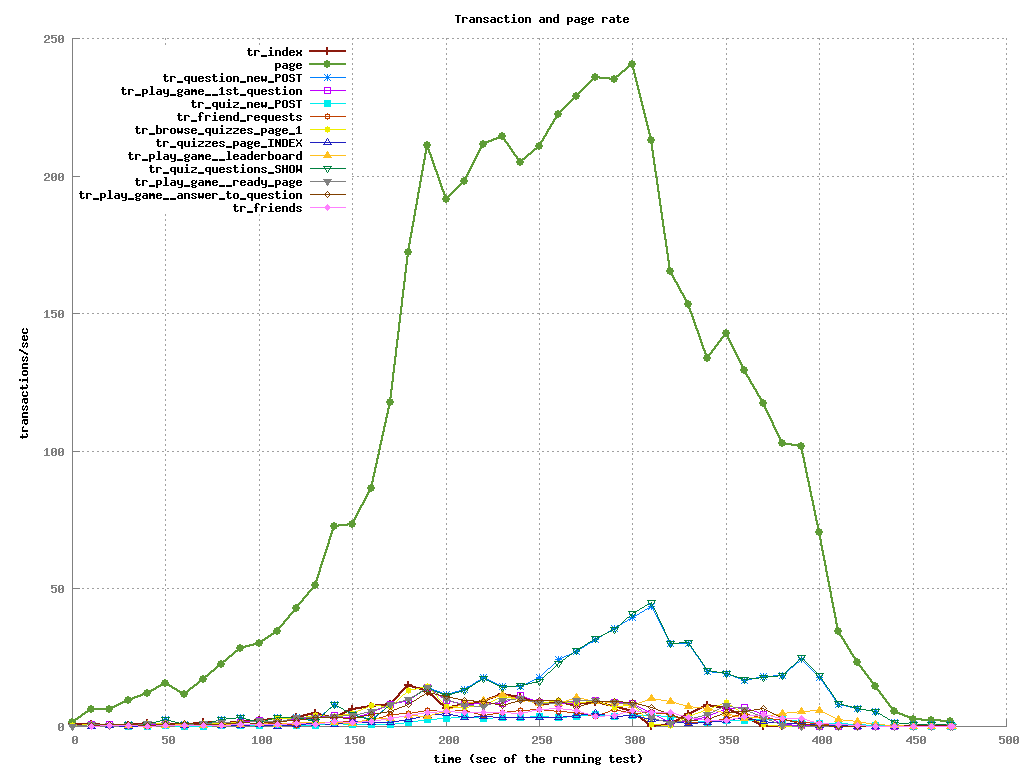 Transaction and page rate
250
200
150
100
50
0
tr_index
page
tr_question_new_POST
tr_play_game__1st_question
tr_quiz_new_POST
tr_friend_requests
tr_browse_quizzes_page_1
tr_quizzes_page_INDEX
tr_play_game__leaderboard
tr_quiz_questions_SHOW
tr_play_game__ready_page
tr_play_game__answer_to_question
tr_friends
transactions/sec
0 50 100 150 200 250 300 350 400 450 500
time (sec of the running test)